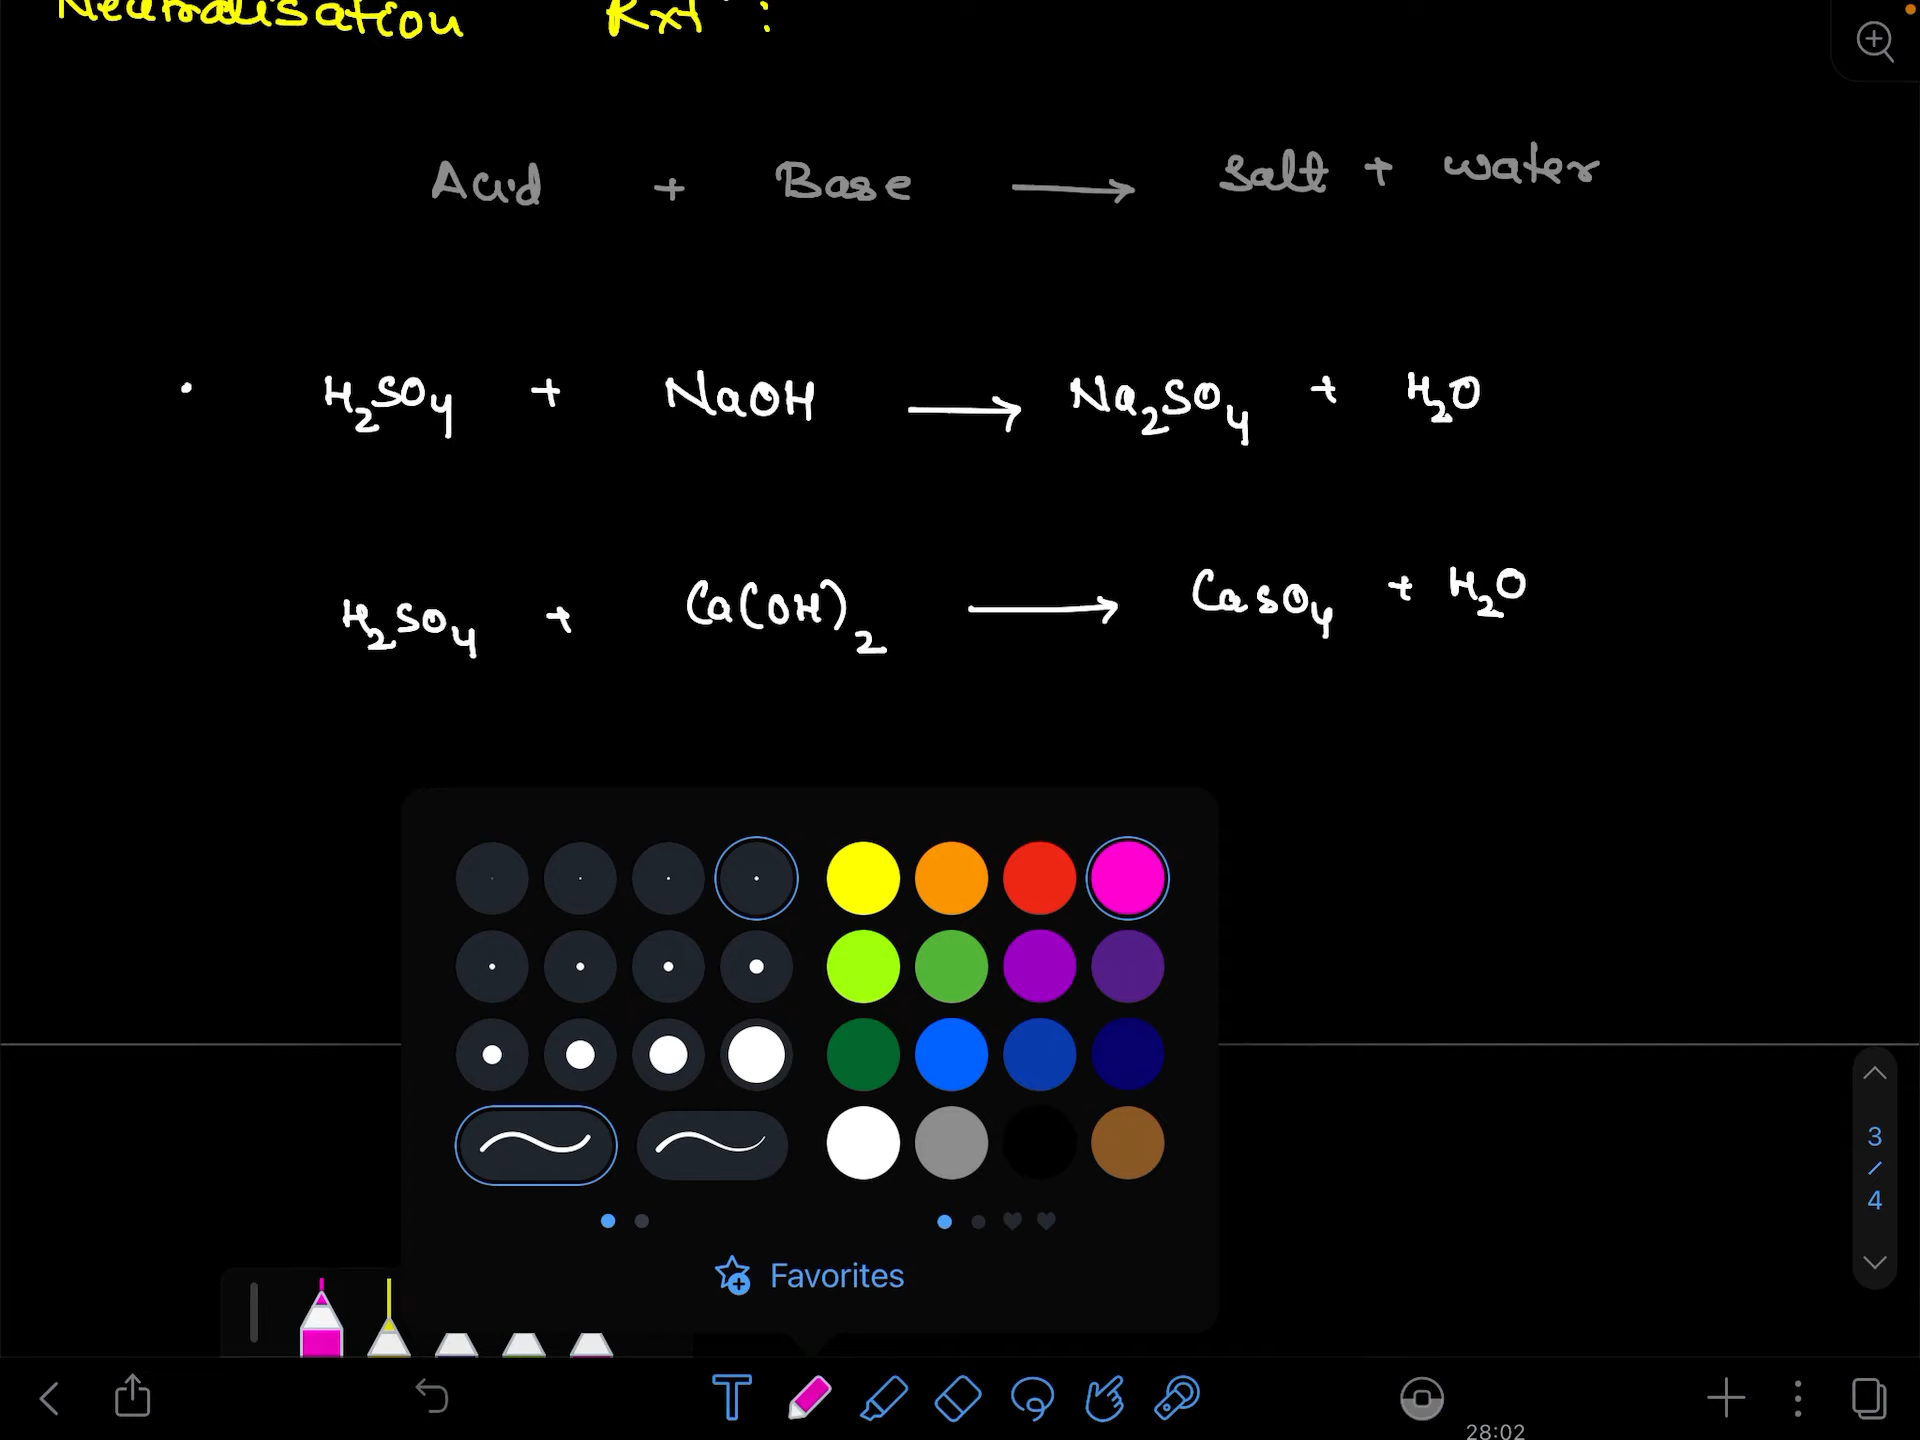 Neutralisation Rxn :
Acid + Base ⟶ Salt + water
• H₂SO₄ + NaOH ⟶ Na₂SO₄ + H₂O
H₂SO₄ + Ca(OH)₂ ⟶ CaSO₄ + H₂O
Favorites
3
/
4
28:02